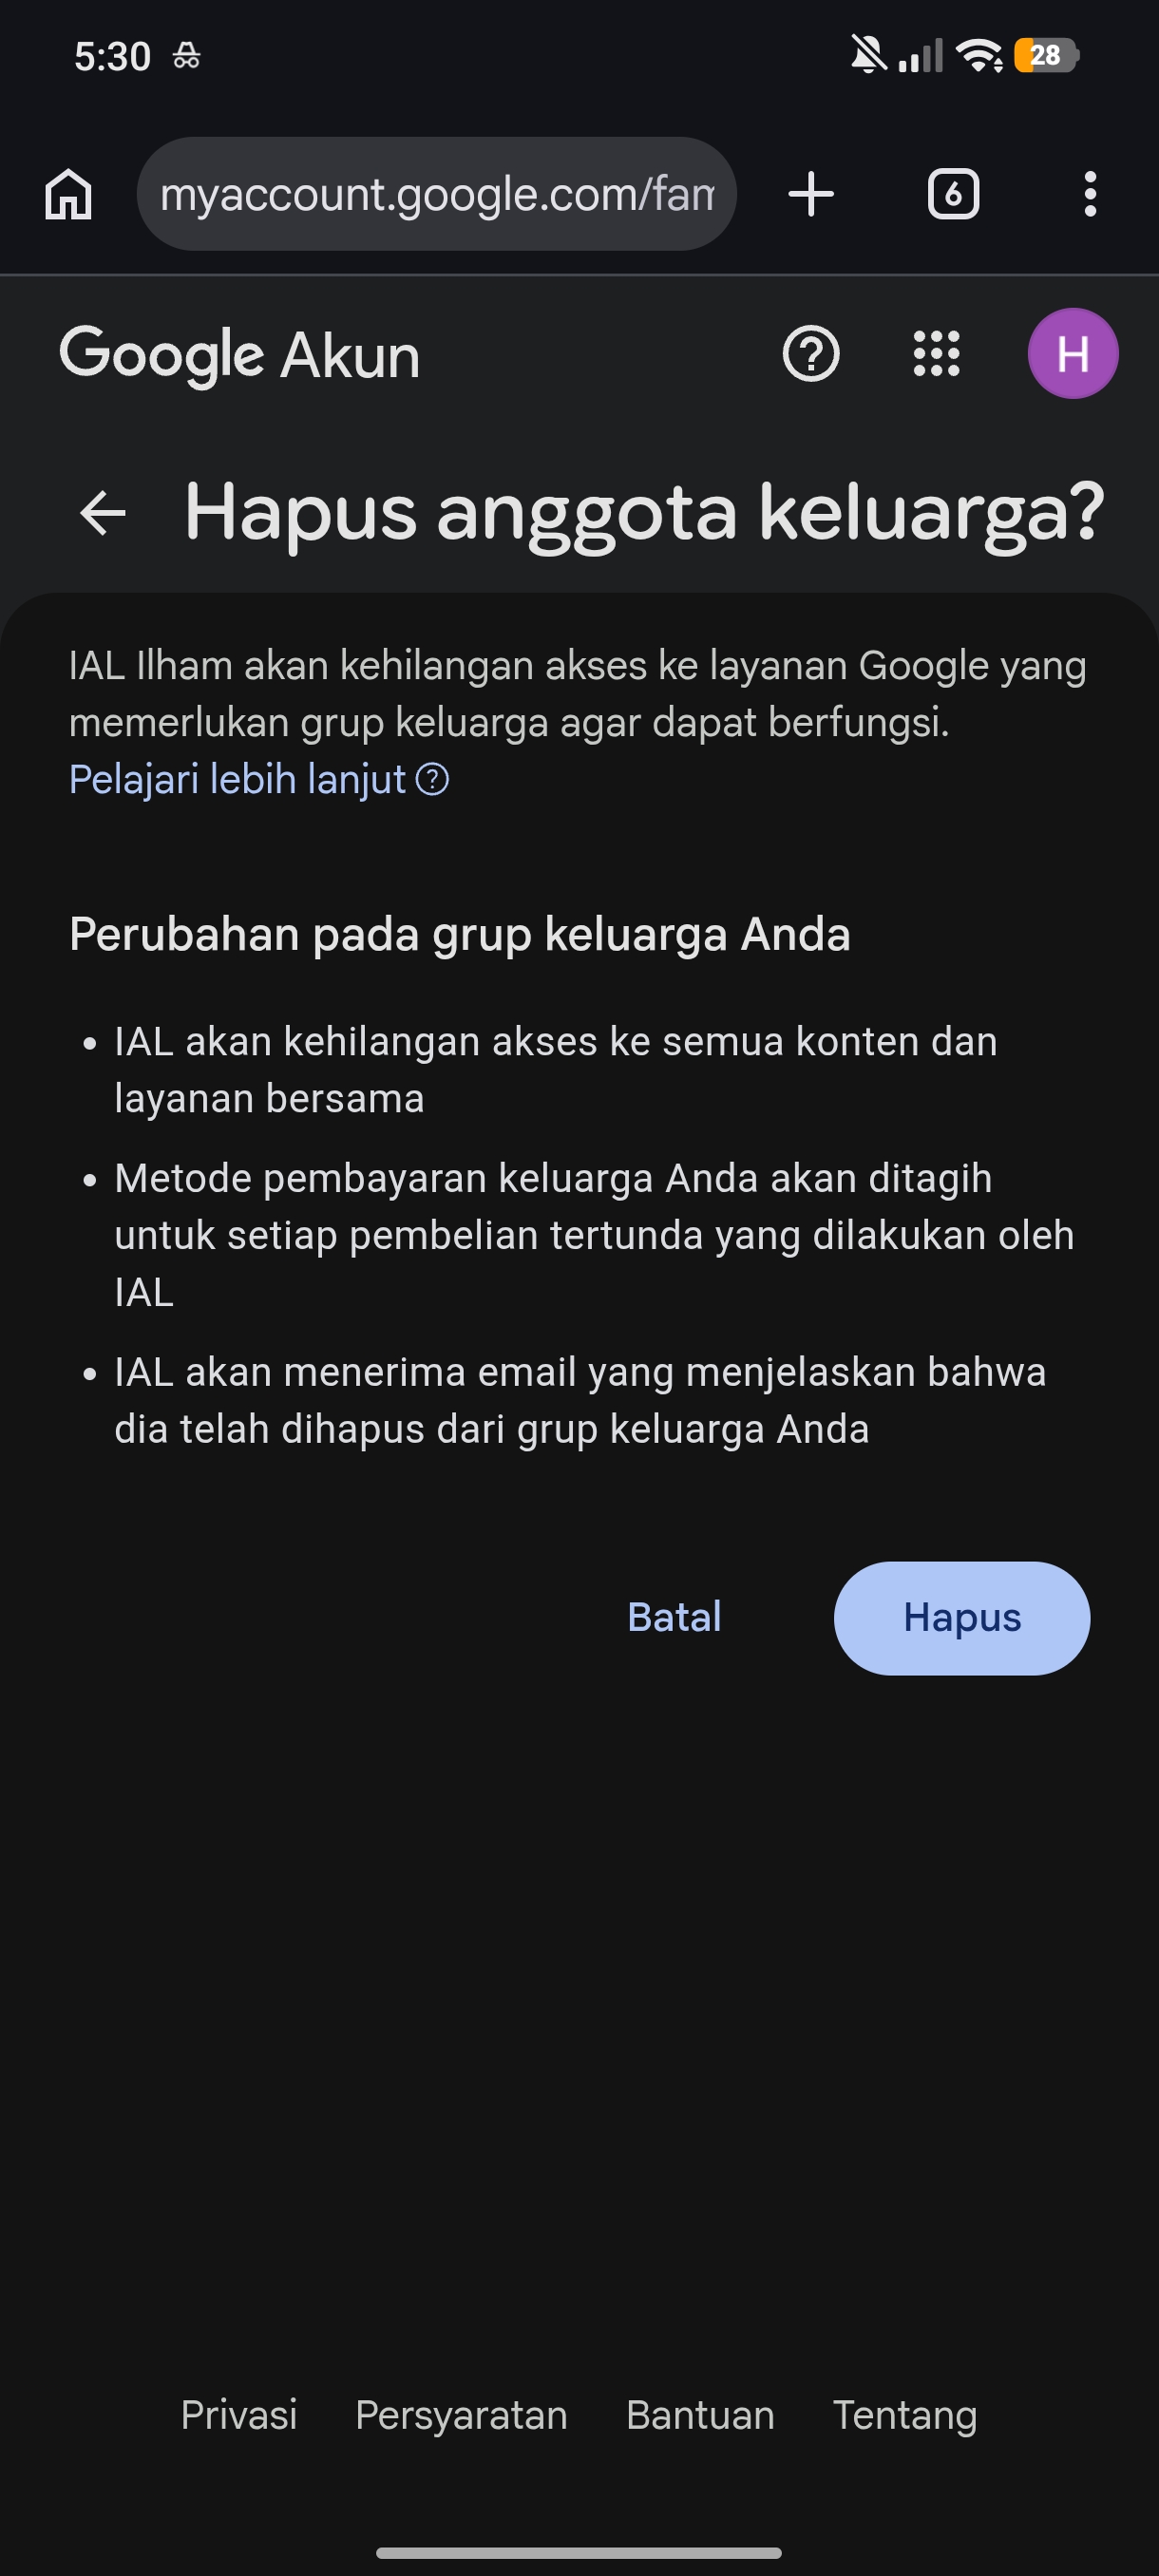 5:30
28
myaccount.google.com/fam
6
Google Akun
H
Hapus anggota keluarga?
IAL Ilham akan kehilangan akses ke layanan Google yang
memerlukan grup keluarga agar dapat berfungsi.
Pelajari lebih lanjut
Perubahan pada grup keluarga Anda
• IAL akan kehilangan akses ke semua konten dan
layanan bersama
• Metode pembayaran keluarga Anda akan ditagih
untuk setiap pembelian tertunda yang dilakukan oleh
IAL
• IAL akan menerima email yang menjelaskan bahwa
dia telah dihapus dari grup keluarga Anda
Batal Hapus
Privasi Persyaratan Bantuan Tentang